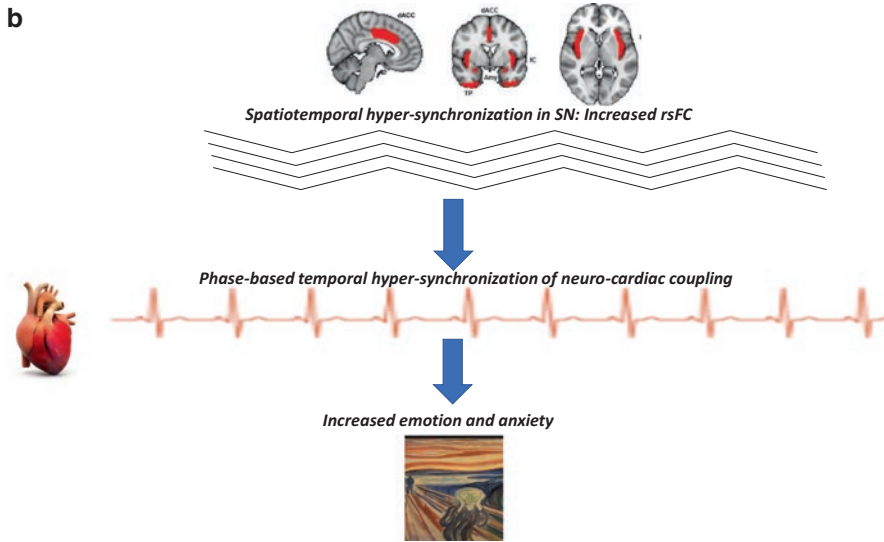 b
dACC
dACC
IC
I
Amy
TP
Spatiotemporal hyper-synchronization in SN: Increased rsFC
Phase-based temporal hyper-synchronization of neuro-cardiac coupling
Increased emotion and anxiety